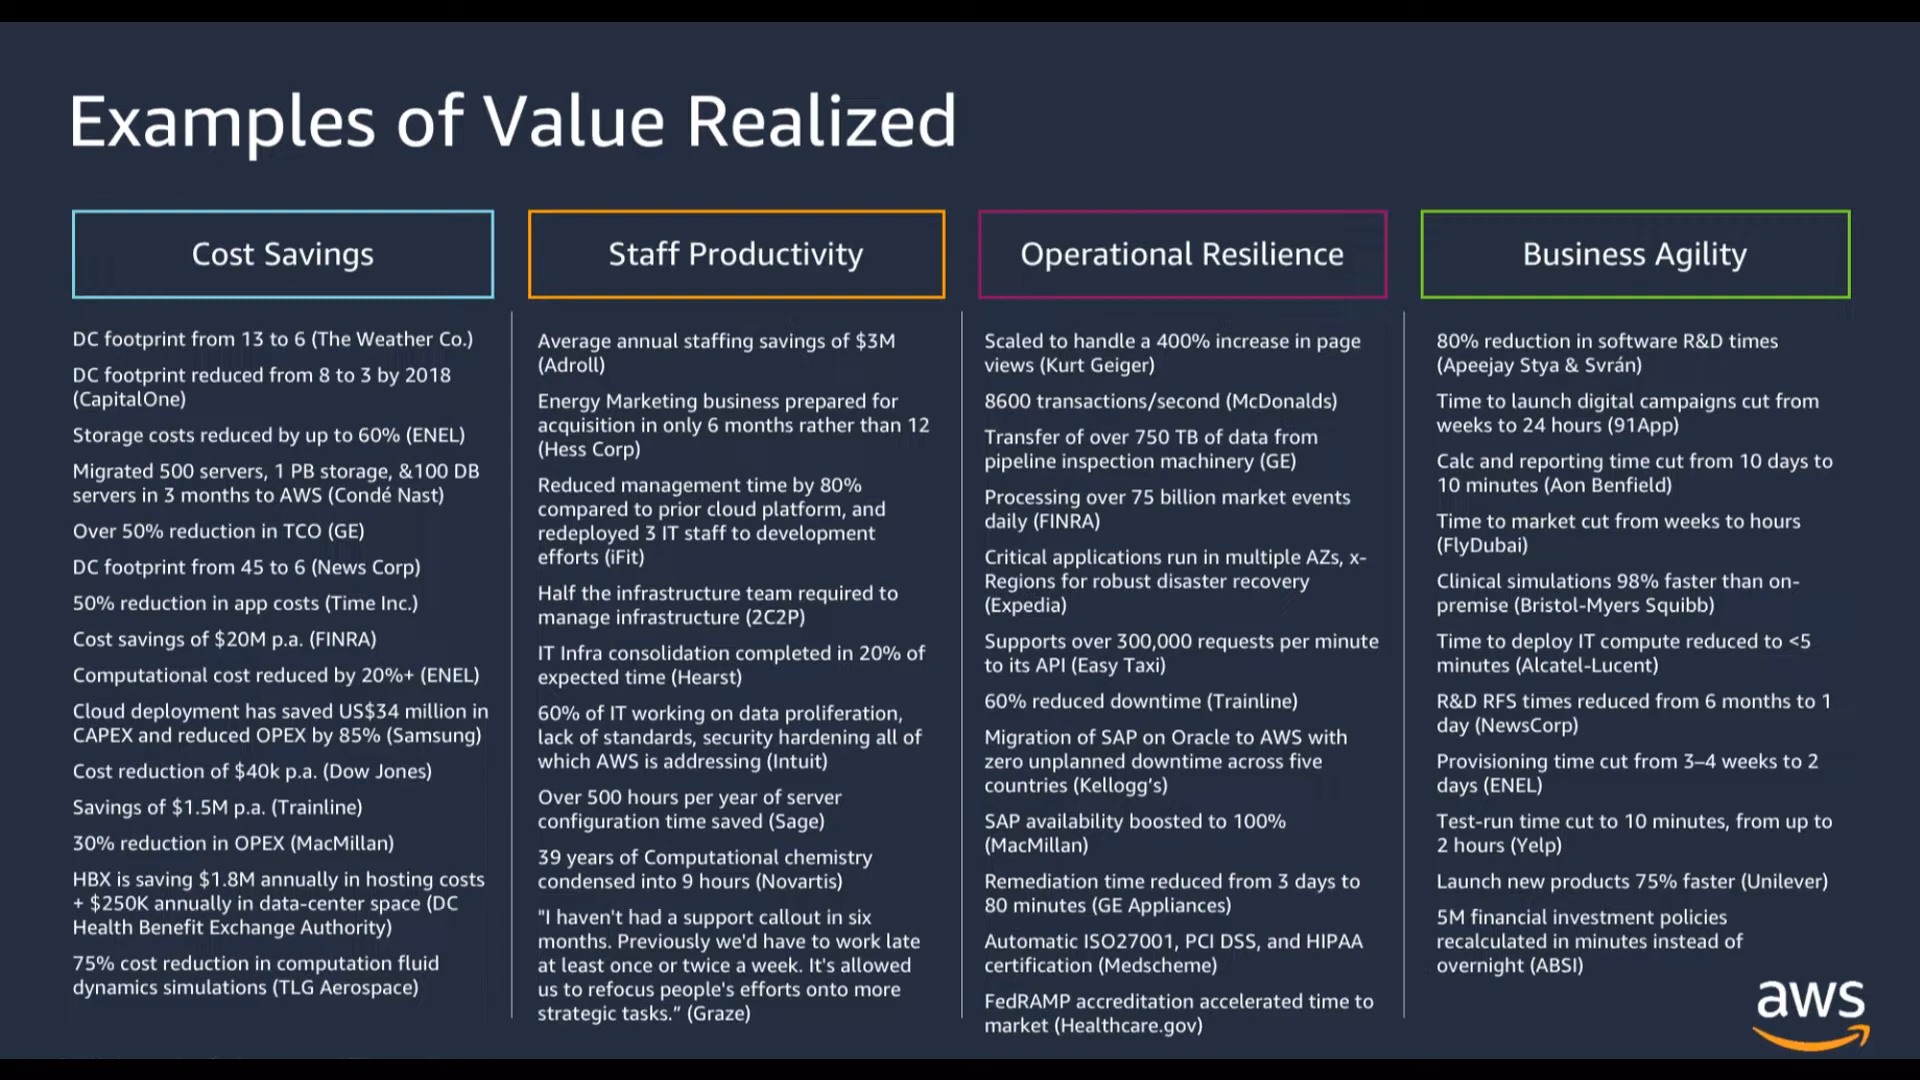 Examples of Value Realized
Cost Savings
DC footprint from 13 to 6 (The Weather Co.)
DC footprint reduced from 8 to 3 by 2018
(CapitalOne)
Storage costs reduced by up to 60% (ENEL)
Migrated 500 servers, 1 PB storage, &100 DB
servers in 3 months to AWS (Condé Nast)
Over 50% reduction in TCO (GE)
DC footprint from 45 to 6 (News Corp)
50% reduction in app costs (Time Inc.)
Cost savings of $20M p.a. (FINRA)
Computational cost reduced by 20%+ (ENEL)
Cloud deployment has saved US$34 million in
CAPEX and reduced OPEX by 85% (Samsung)
Cost reduction of $40k p.a. (Dow Jones)
Savings of $1.5M p.a. (Trainline)
30% reduction in OPEX (MacMillan)
HBX is saving $1.8M annually in hosting costs
+ $250K annually in data-center space (DC
Health Benefit Exchange Authority)
75% cost reduction in computation fluid
dynamics simulations (TLG Aerospace)
Staff Productivity
Average annual staffing savings of $3M
(Adroll)
Energy Marketing business prepared for
acquisition in only 6 months rather than 12
(Hess Corp)
Reduced management time by 80%
compared to prior cloud platform, and
redeployed 3 IT staff to development
efforts (iFit)
Half the infrastructure team required to
manage infrastructure (2C2P)
IT Infra consolidation completed in 20% of
expected time (Hearst)
60% of IT working on data proliferation,
lack of standards, security hardening all of
which AWS is addressing (Intuit)
Over 500 hours per year of server
configuration time saved (Sage)
39 years of Computational chemistry
condensed into 9 hours (Novartis)
"I haven't had a support callout in six
months. Previously we'd have to work late
at least once or twice a week. It's allowed
us to refocus people's efforts onto more
strategic tasks.” (Graze)
Operational Resilience
Scaled to handle a 400% increase in page
views (Kurt Geiger)
8600 transactions/second (McDonalds)
Transfer of over 750 TB of data from
pipeline inspection machinery (GE)
Processing over 75 billion market events
daily (FINRA)
Critical applications run in multiple AZs, x-
Regions for robust disaster recovery
(Expedia)
Supports over 300,000 requests per minute
to its API (Easy Taxi)
60% reduced downtime (Trainline)
Migration of SAP on Oracle to AWS with
zero unplanned downtime across five
countries (Kellogg’s)
SAP availability boosted to 100%
(MacMillan)
Remediation time reduced from 3 days to
80 minutes (GE Appliances)
Automatic ISO27001, PCI DSS, and HIPAA
certification (Medscheme)
FedRAMP accreditation accelerated time to
market (Healthcare.gov)
Business Agility
80% reduction in software R&D times
(Apeejay Stya & Svrán)
Time to launch digital campaigns cut from
weeks to 24 hours (91App)
Calc and reporting time cut from 10 days to
10 minutes (Aon Benfield)
Time to market cut from weeks to hours
(FlyDubai)
Clinical simulations 98% faster than on-
premise (Bristol-Myers Squibb)
Time to deploy IT compute reduced to <5
minutes (Alcatel-Lucent)
R&D RFS times reduced from 6 months to 1
day (NewsCorp)
Provisioning time cut from 3–4 weeks to 2
days (ENEL)
Test-run time cut to 10 minutes, from up to
2 hours (Yelp)
Launch new products 75% faster (Unilever)
5M financial investment policies
recalculated in minutes instead of
overnight (ABSI)
aws